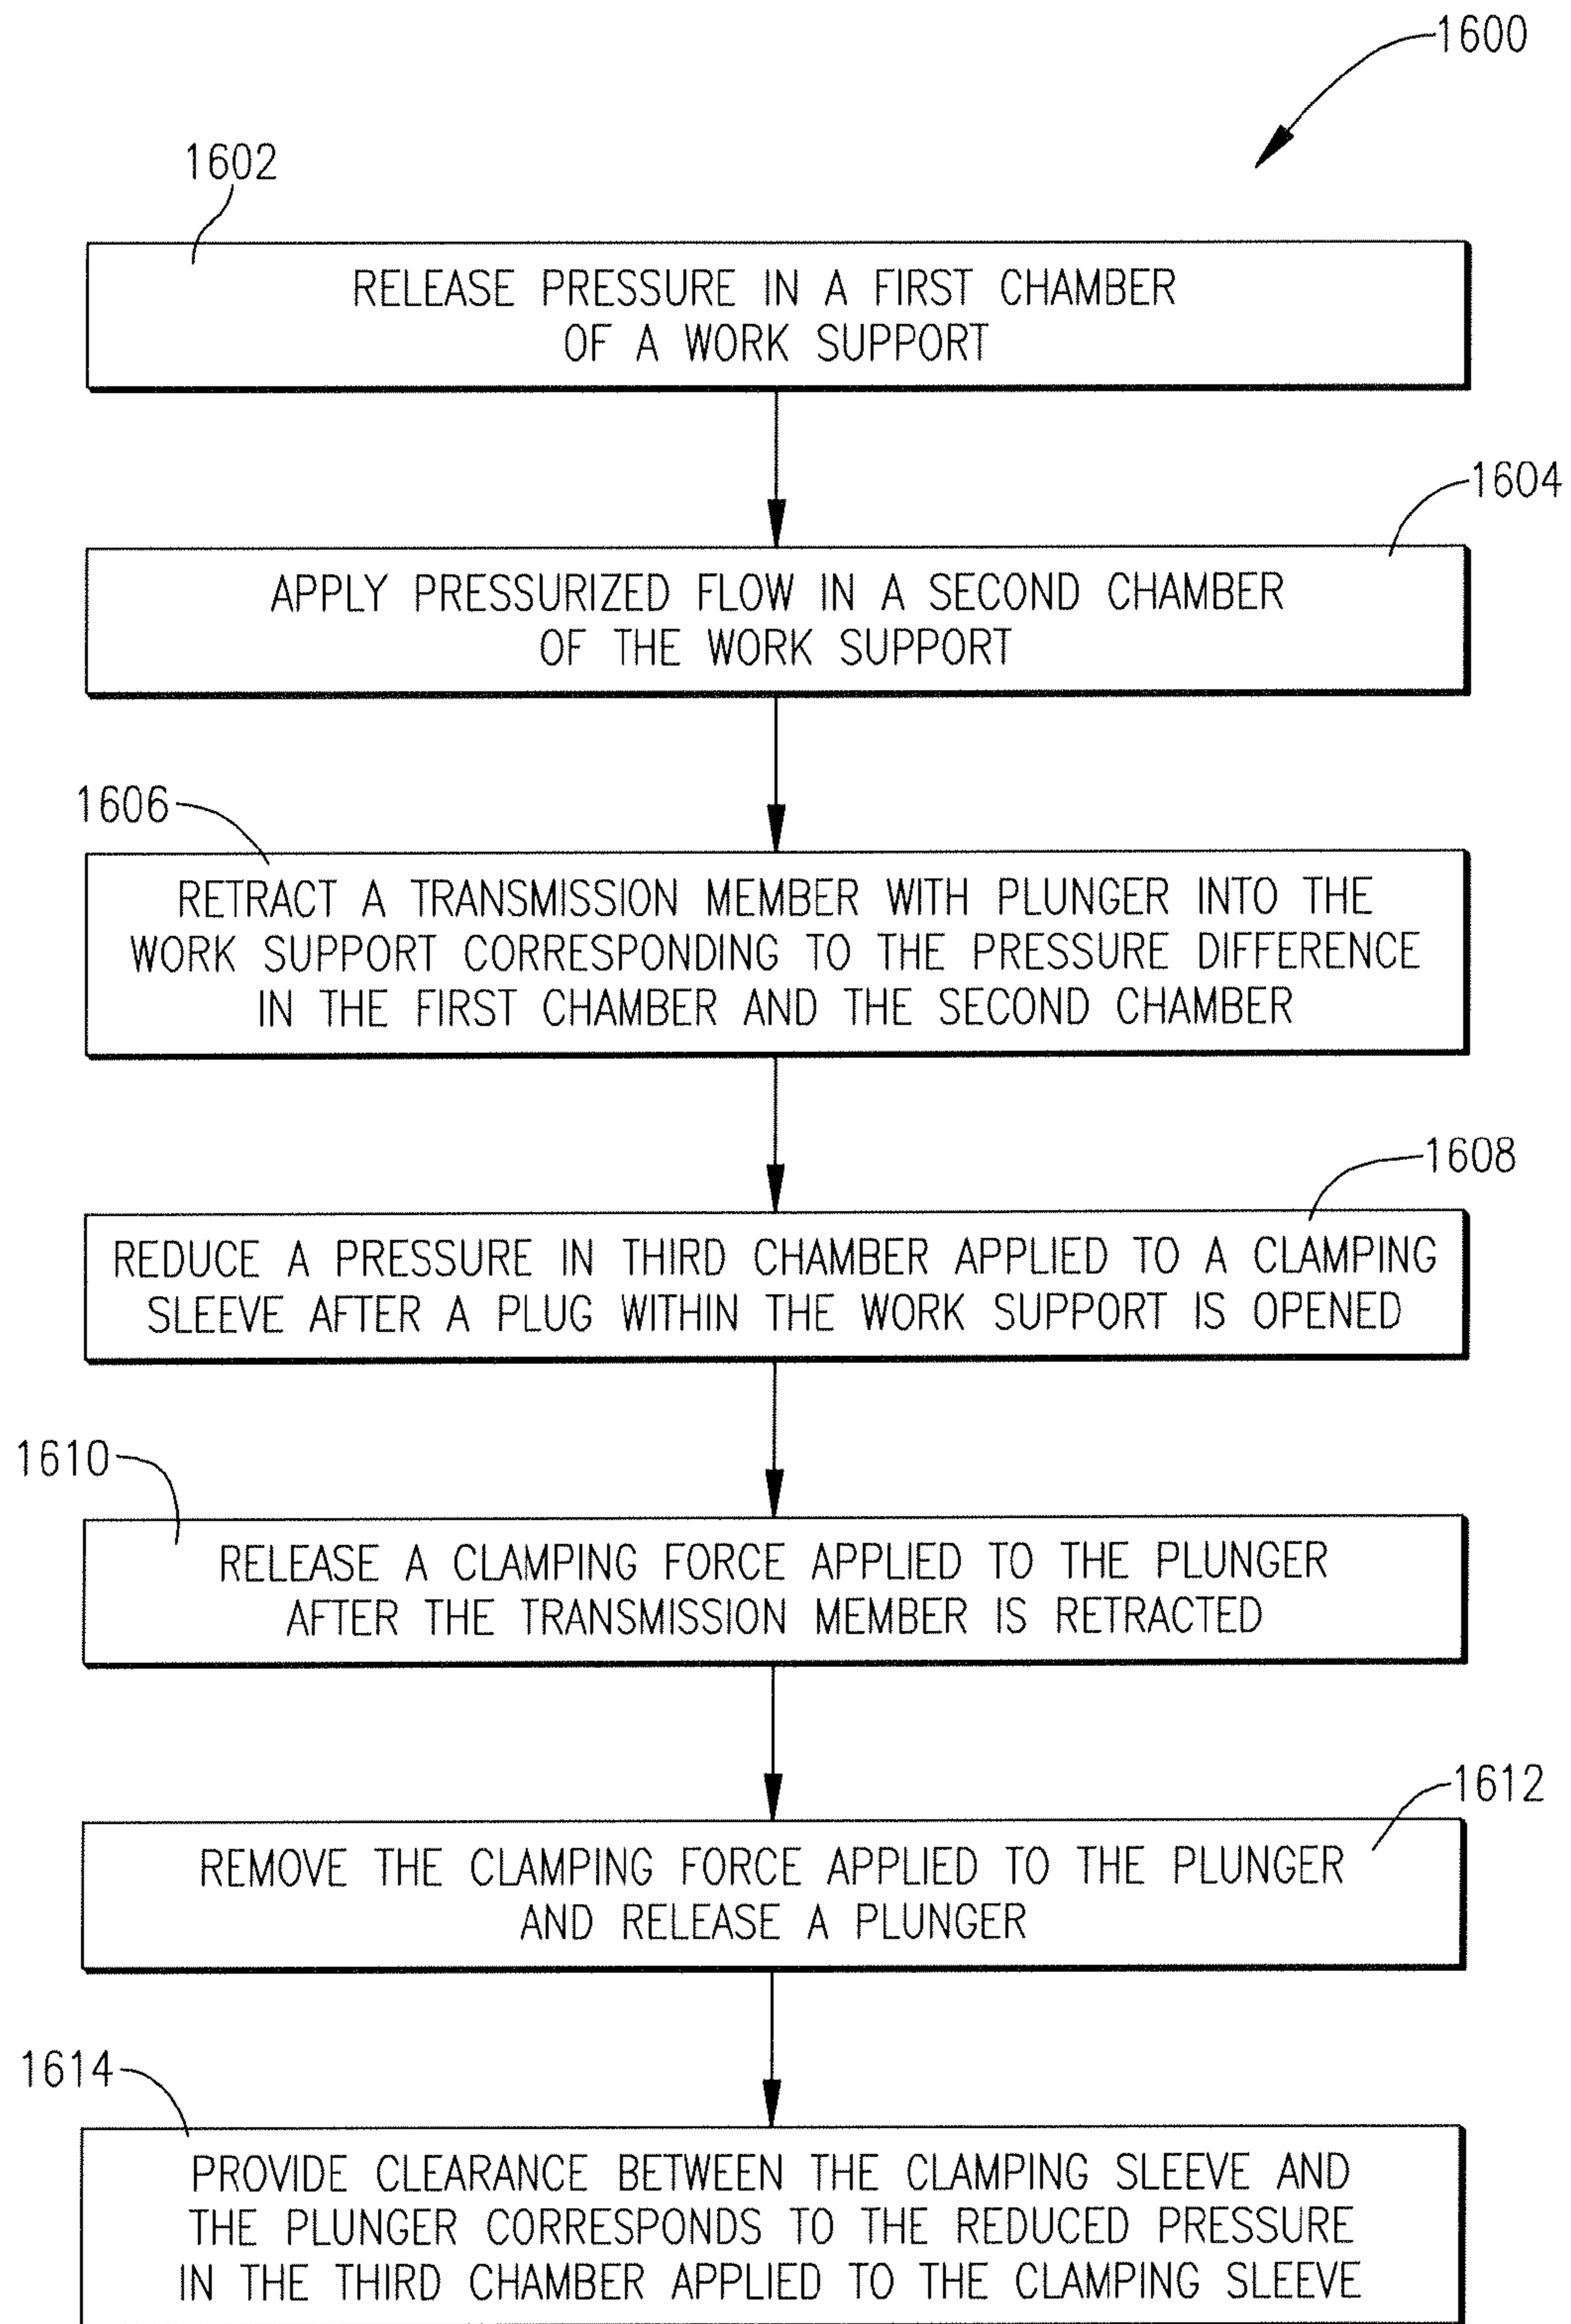 1600
1602
RELEASE PRESSURE IN A FIRST CHAMBER
OF A WORK SUPPORT
1604
APPLY PRESSURIZED FLOW IN A SECOND CHAMBER
OF THE WORK SUPPORT
1606
RETRACT A TRANSMISSION MEMBER WITH PLUNGER INTO THE
WORK SUPPORT CORRESPONDING TO THE PRESSURE DIFFERENCE
IN THE FIRST CHAMBER AND THE SECOND CHAMBER
1608
REDUCE A PRESSURE IN THIRD CHAMBER APPLIED TO A CLAMPING
SLEEVE AFTER A PLUG WITHIN THE WORK SUPPORT IS OPENED
1610
RELEASE A CLAMPING FORCE APPLIED TO THE PLUNGER
AFTER THE TRANSMISSION MEMBER IS RETRACTED
1612
REMOVE THE CLAMPING FORCE APPLIED TO THE PLUNGER
AND RELEASE A PLUNGER
1614
PROVIDE CLEARANCE BETWEEN THE CLAMPING SLEEVE AND
THE PLUNGER CORRESPONDS TO THE REDUCED PRESSURE
IN THE THIRD CHAMBER APPLIED TO THE CLAMPING SLEEVE